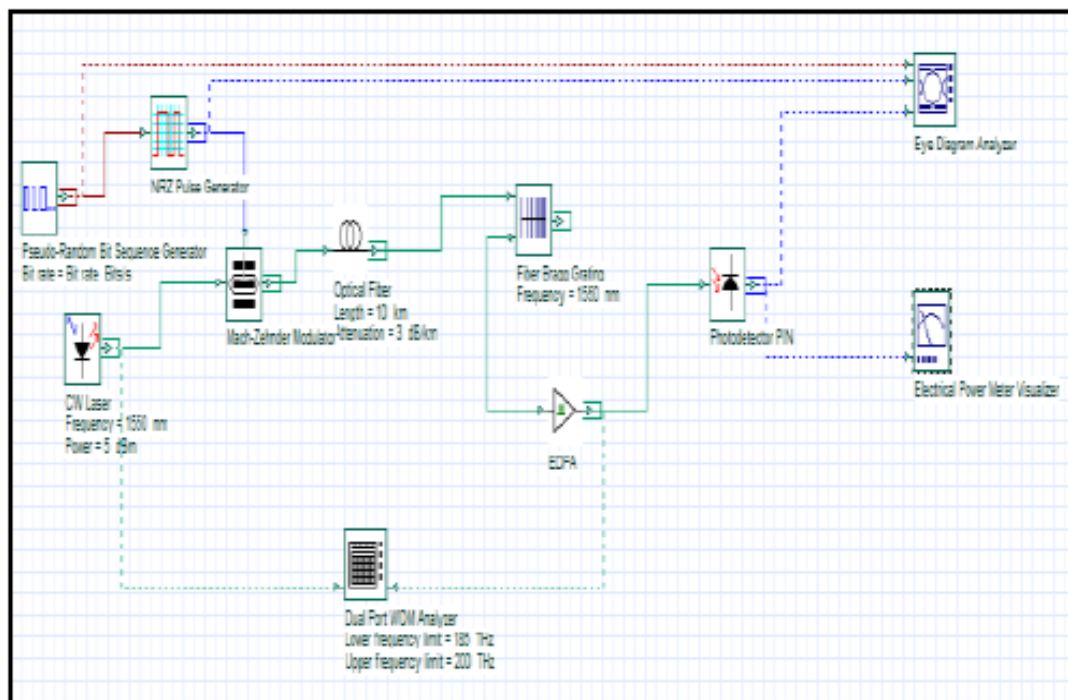 Eye Diagram Analyzer
NRZ Pulse Generator
Pseudo-Random Bit Sequence Generator
Bit rate = Bit rate Bits/s
Optical Filter
Length = 10 km
Attenuation = 3 dB/km
Mach-Zehnder Modulator
Fiber Bragg Grating
Frequency = 1550 nm
Photodetector PIN
Electrical Power Meter Visualizer
CW Laser
Frequency = 1550 nm
Power = 5 dBm
EDFA
Dual Port WDM Analyzer
Lower frequency limit = 185 THz
Upper frequency limit = 200 THz